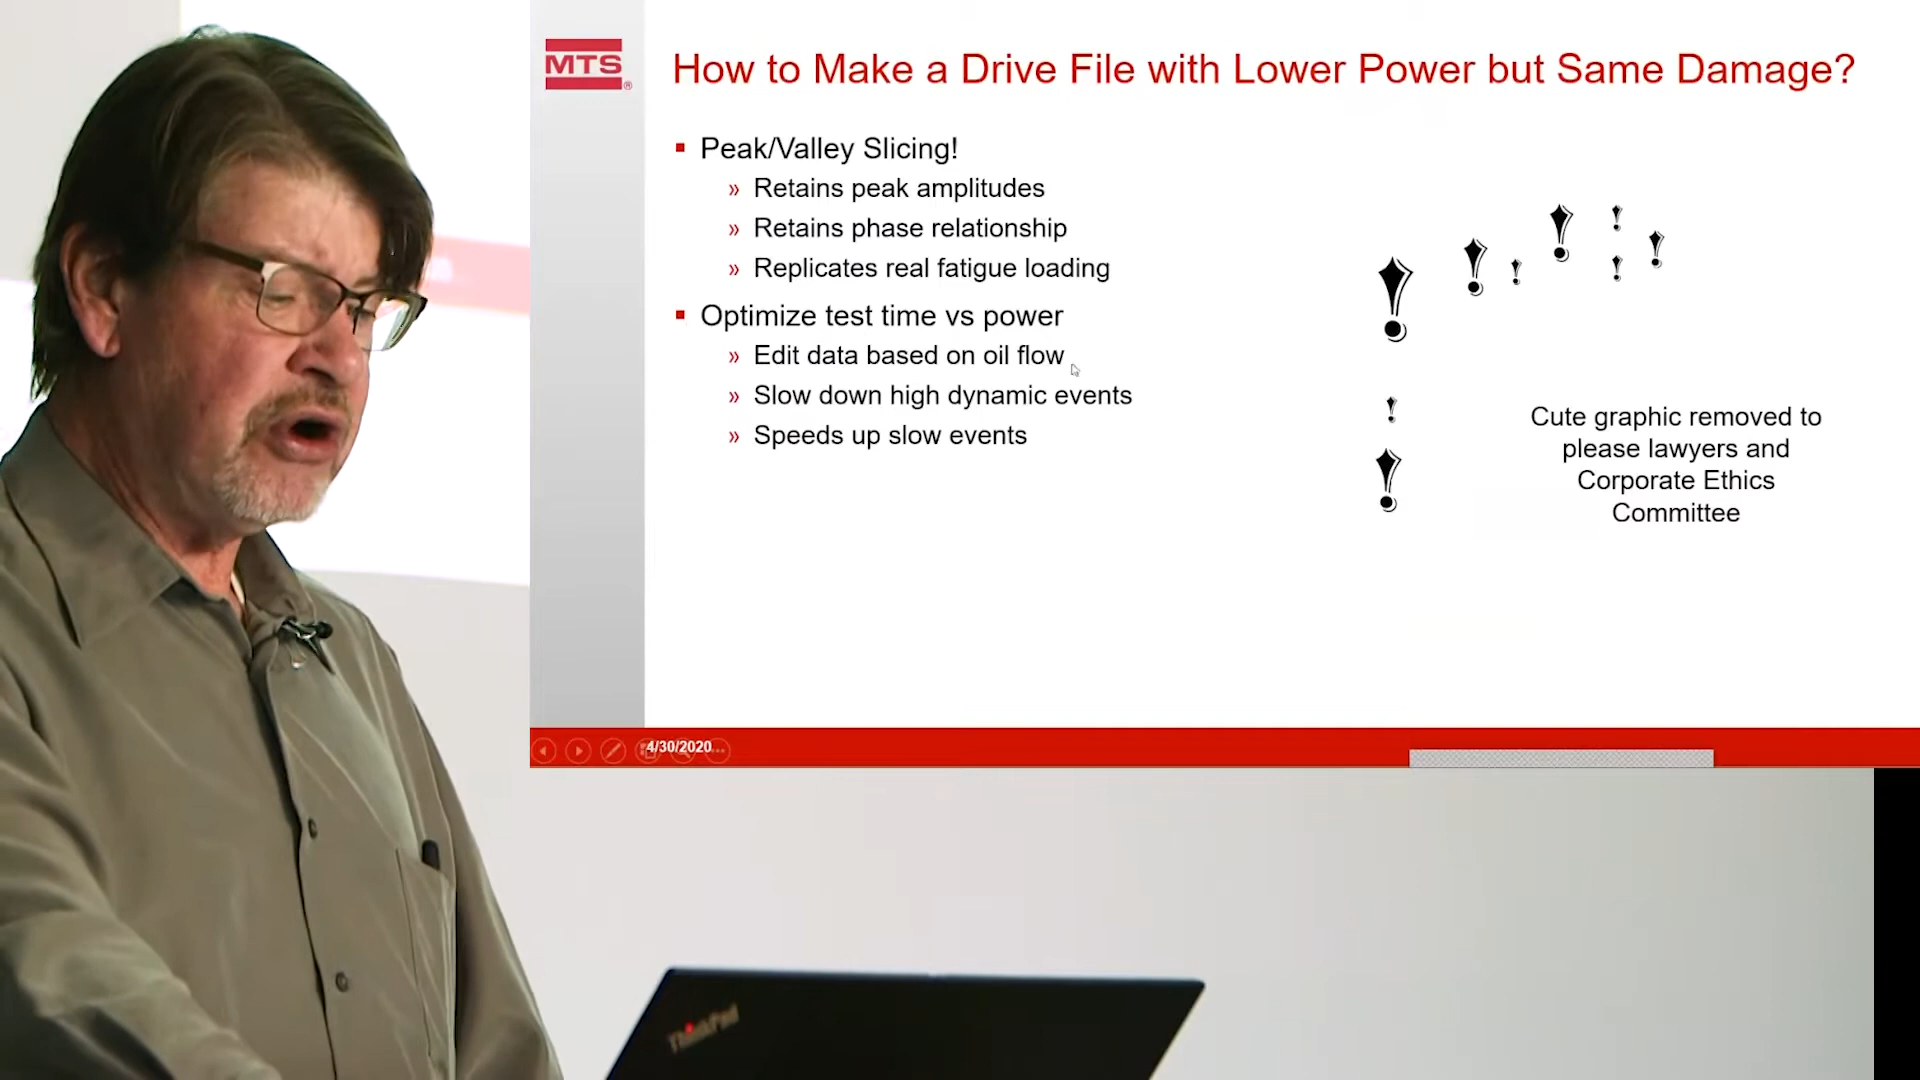 MTS
®
How to Make a Drive File with Lower Power but Same Damage?
Peak/Valley Slicing!
» Retains peak amplitudes
» Retains phase relationship
» Replicates real fatigue loading
Optimize test time vs power
» Edit data based on oil flow
» Slow down high dynamic events
» Speeds up slow events
!
!
!
!
!
!
!
!
!
Cute graphic removed to
please lawyers and
Corporate Ethics
Committee
4/30/2020
ThinkPad